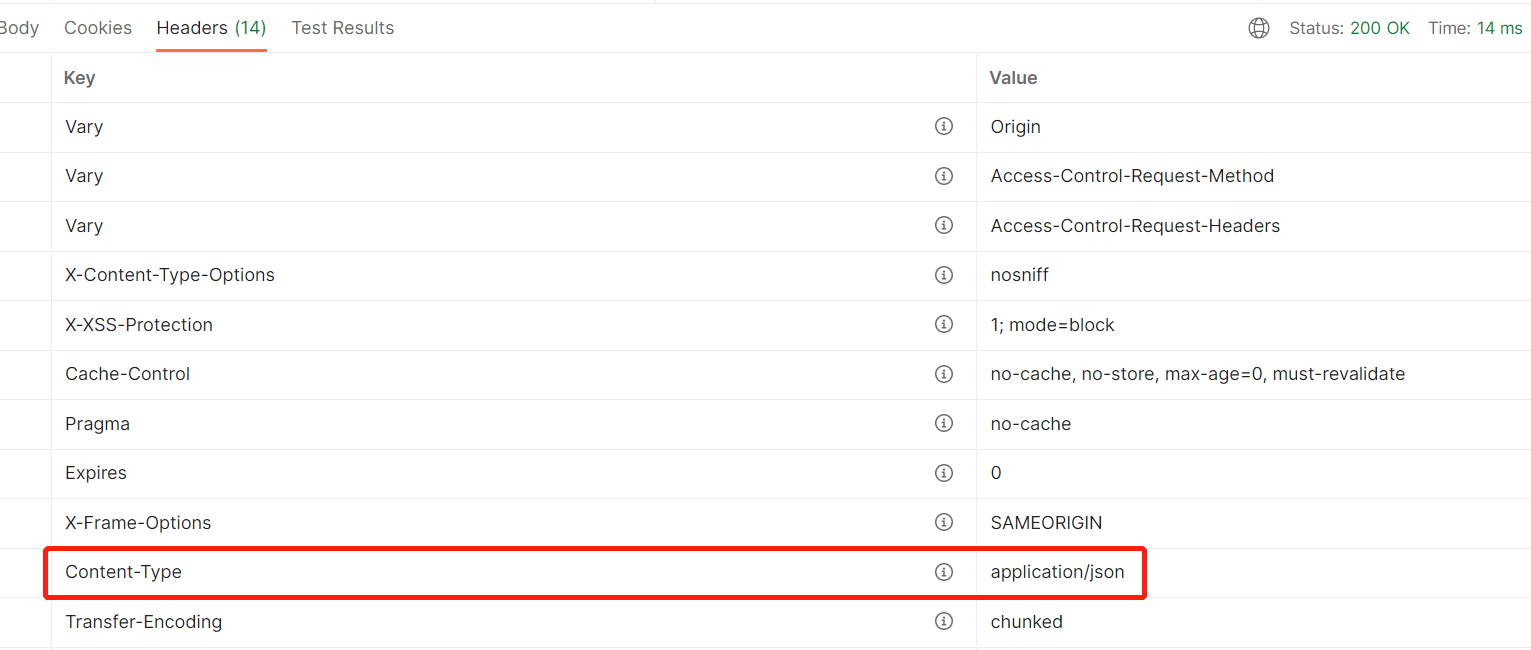 Body Cookies Headers (14) Test Results Status: 200 OK Time: 14 ms
Key Value
Vary Origin
Vary Access-Control-Request-Method
Vary Access-Control-Request-Headers
X-Content-Type-Options nosniff
X-XSS-Protection 1; mode=block
Cache-Control no-cache, no-store, max-age=0, must-revalidate
Pragma no-cache
Expires 0
X-Frame-Options SAMEORIGIN
Content-Type application/json
Transfer-Encoding chunked